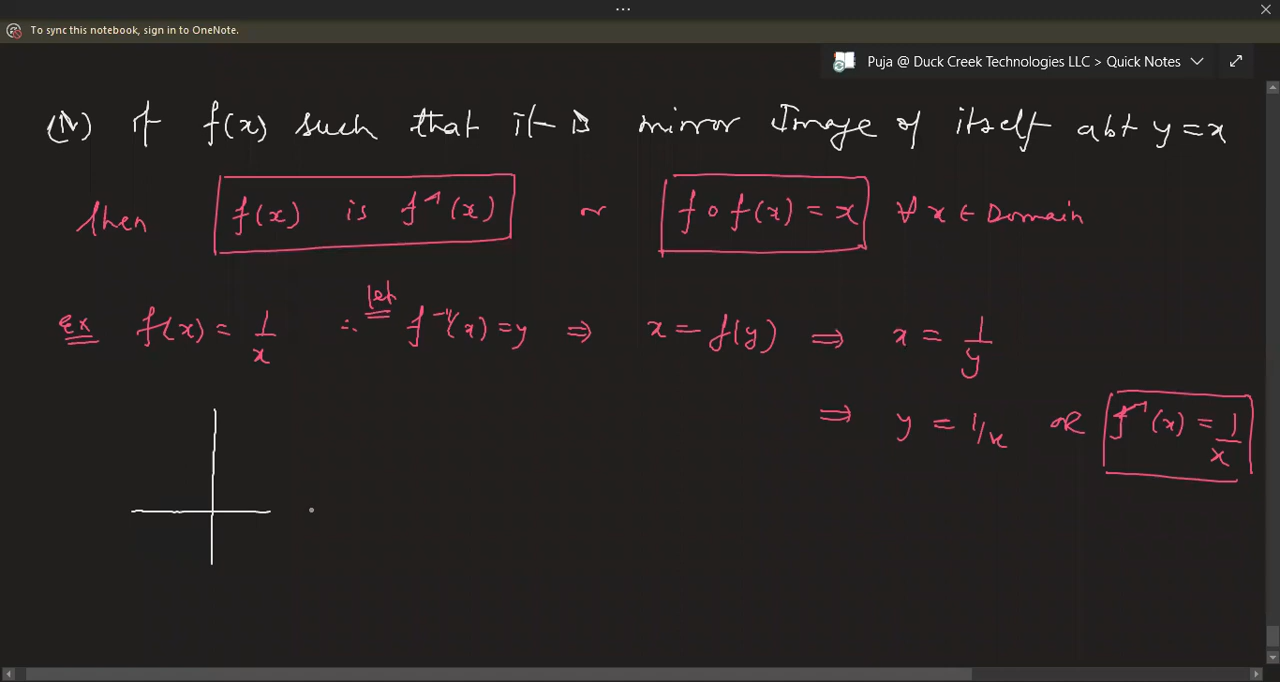 ...
To sync this notebook, sign in to OneNote.
Puja @ Duck Creek Technologies LLC > Quick Notes
(iv) if f(x) such that it is mirror Image of itself abt y = x
then f(x) is f⁻¹(x) or f o f(x) = x ∀ x ∈ Domain
Ex f(x) = 1/x ∴ let f⁻¹(x) = y ⇒ x = f(y) ⇒ x = 1/y
⇒ y = 1/x OR f⁻¹(x) = 1/x